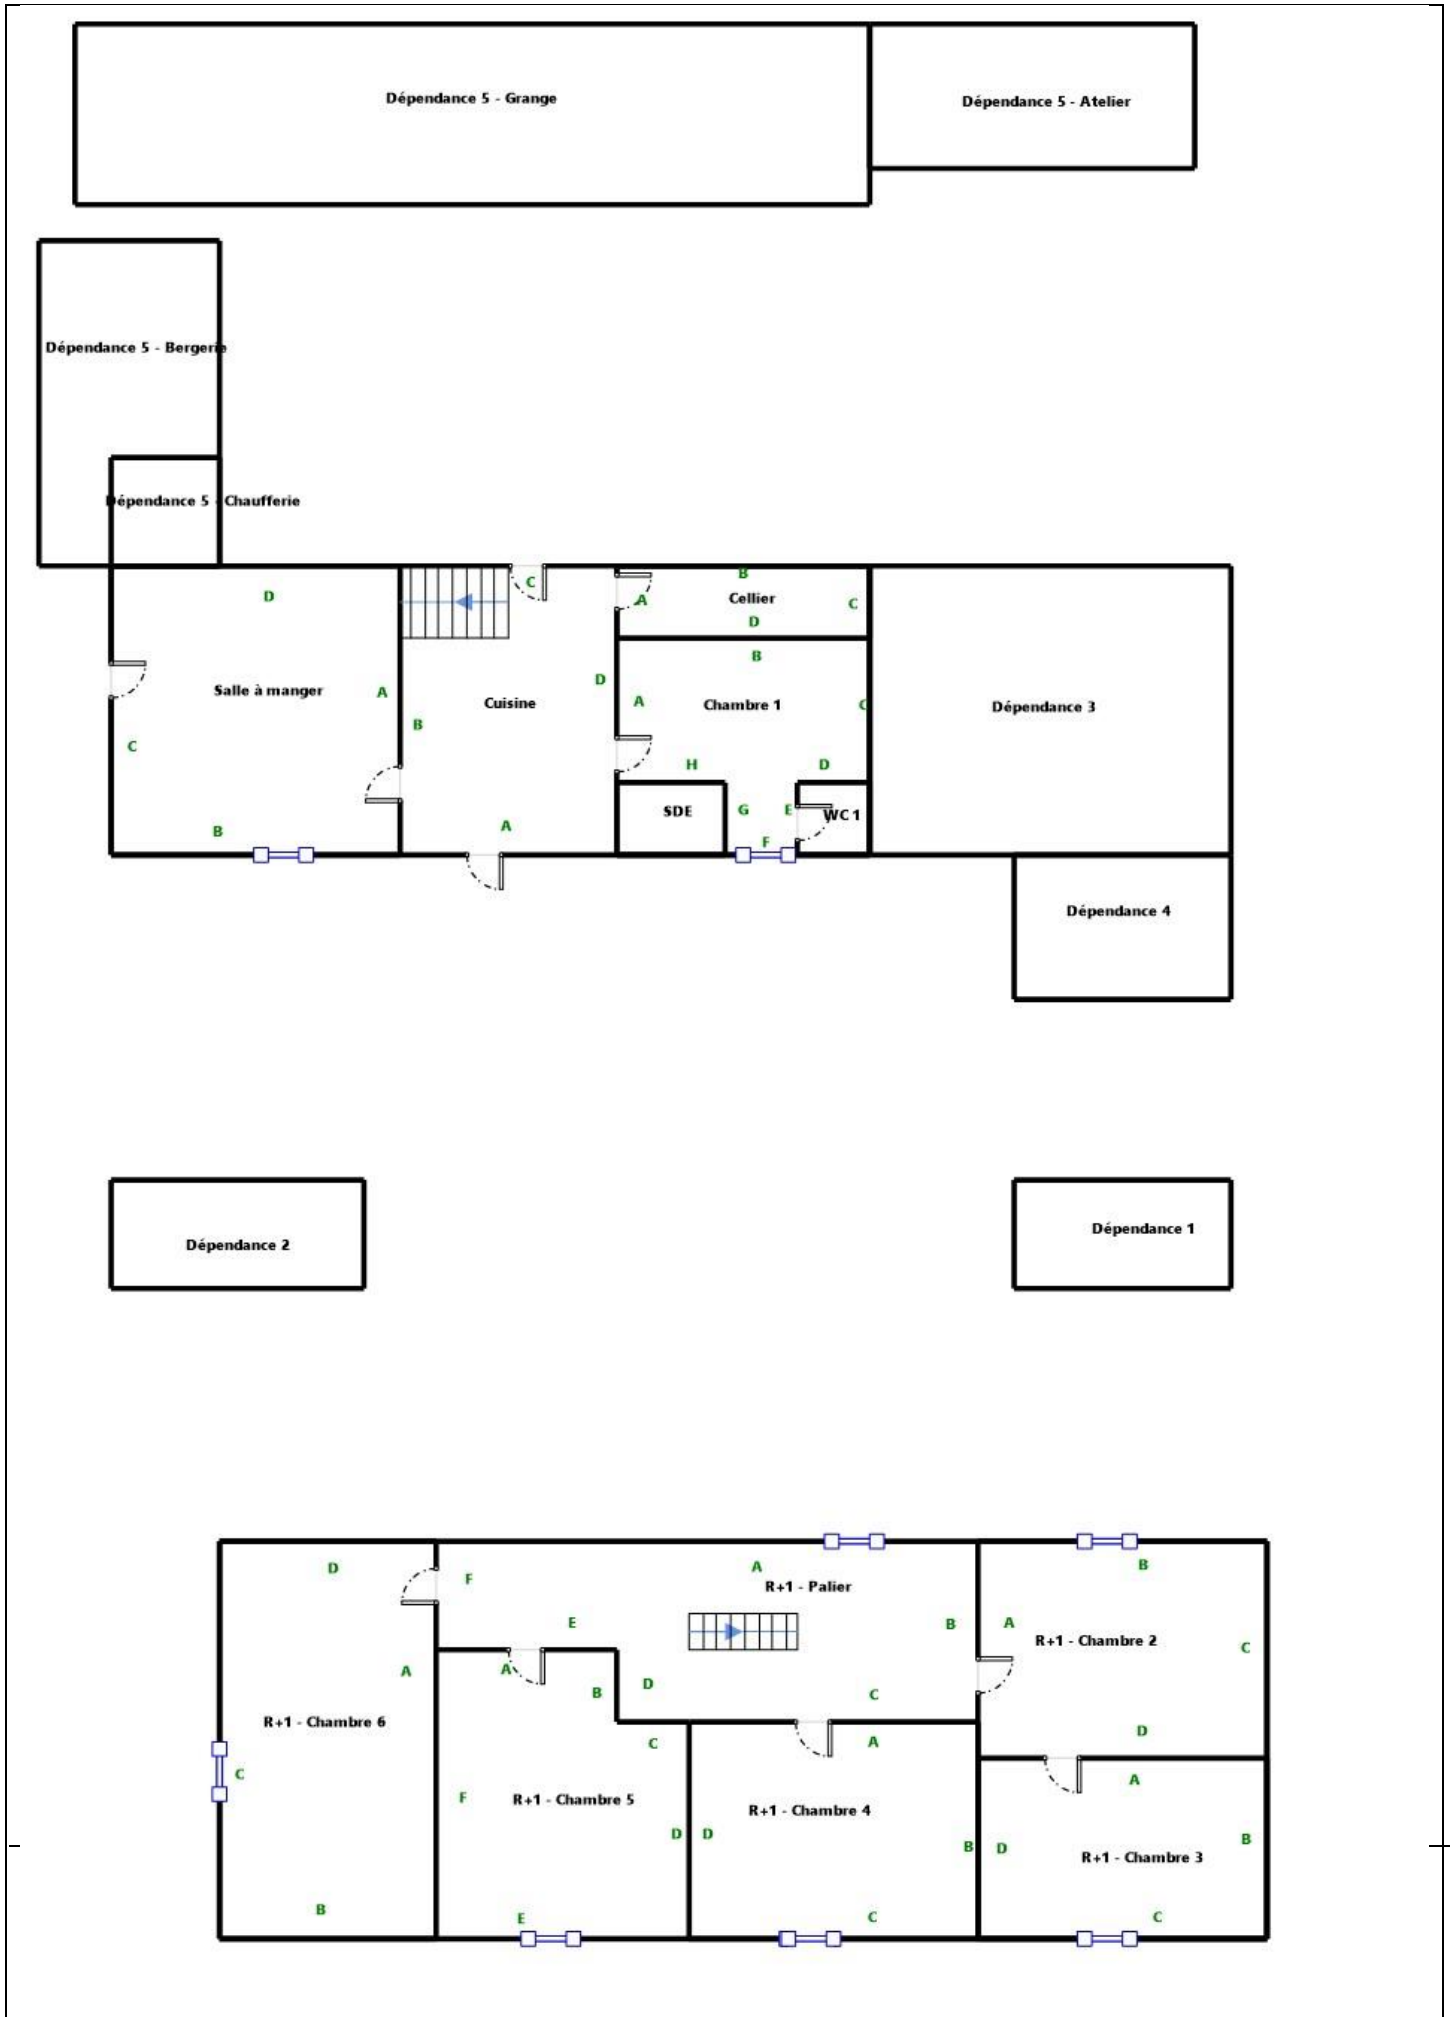 Dépendance 5 - Grange
Dépendance 5 - Atelier
Dépendance 5 - Bergerie
Dépendance 5 - Chaufferie
D
C
B
A
Cellier
C
D
Salle à manger
A
C
B
Cuisine
B
D
A
B
A
Chambre 1
C
H
D
SDE
G
E
WC 1
F
Dépendance 3
Dépendance 4
Dépendance 2
Dépendance 1
D
F
A
R+1 - Palier
E
B
D
C
B
A
R+1 - Chambre 2
C
D
A
R+1 - Chambre 6
C
B
A
B
C
F
R+1 - Chambre 5
D
E
A
D
R+1 - Chambre 4
B
C
A
D
R+1 - Chambre 3
B
C